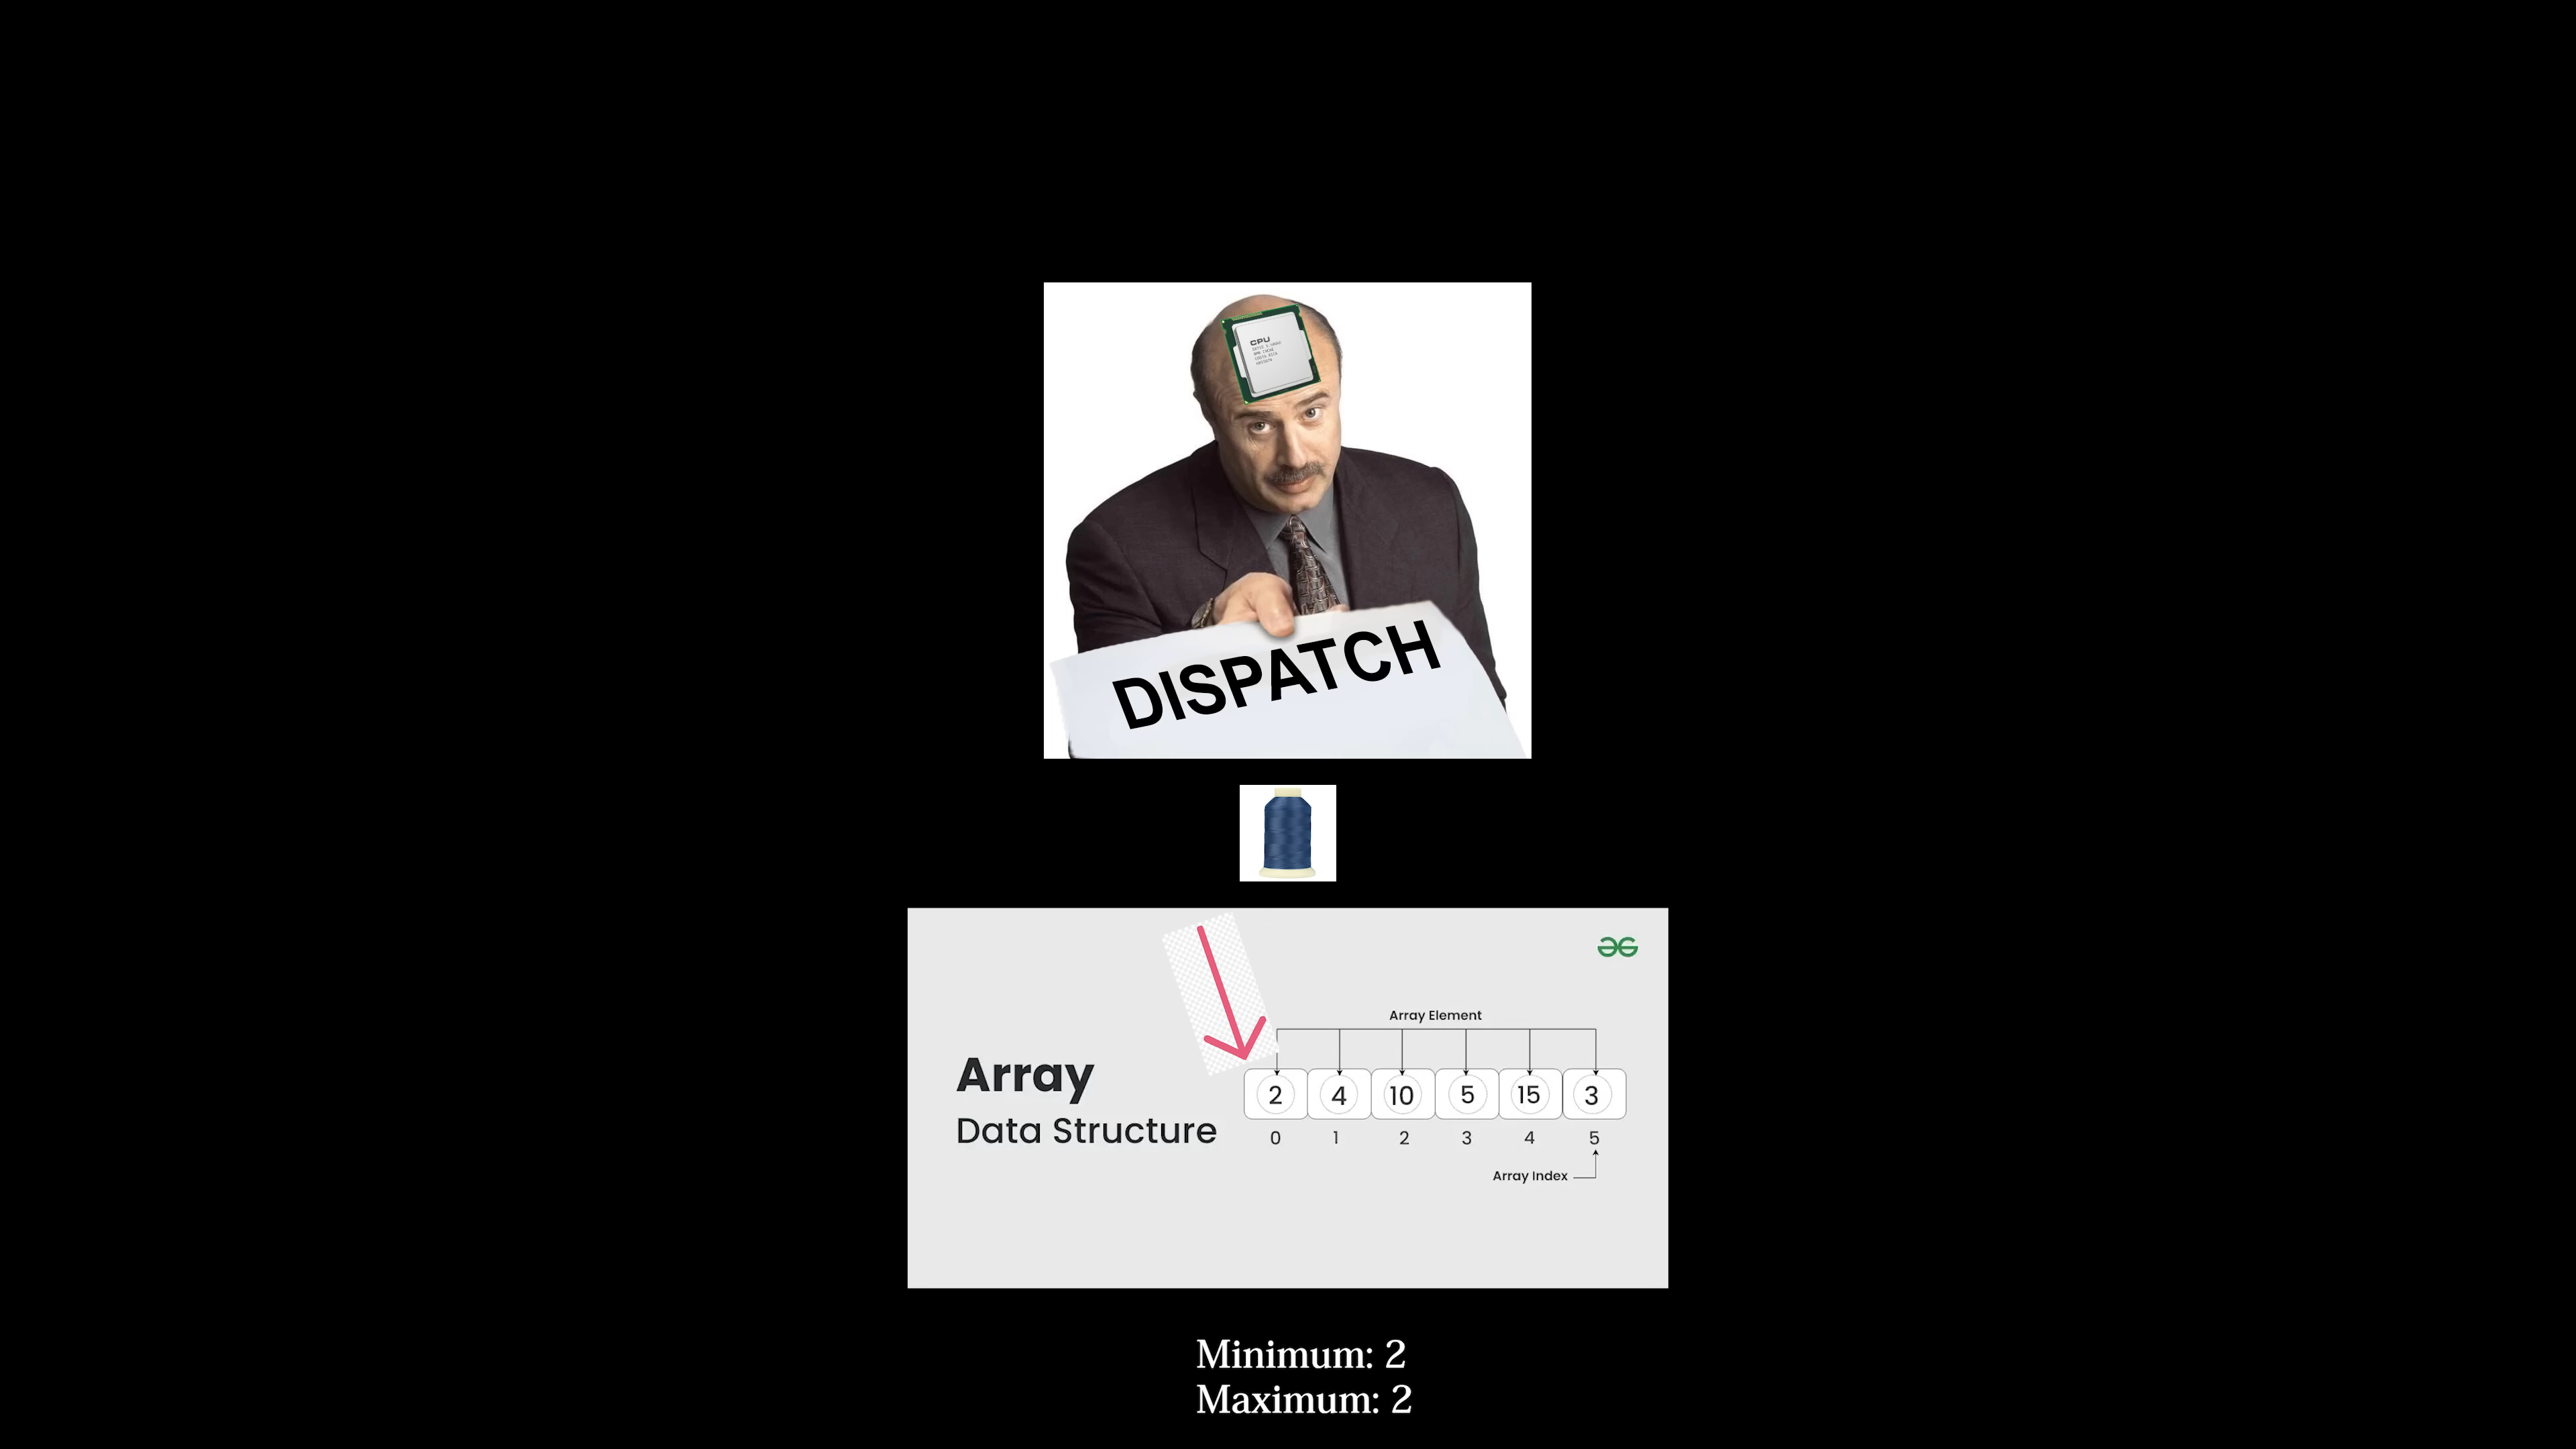 CPU
DISPATCH
Array Element
Array
Data Structure
2 4 10 5 15 3
0 1 2 3 4 5
Array Index
Minimum: 2
Maximum: 2